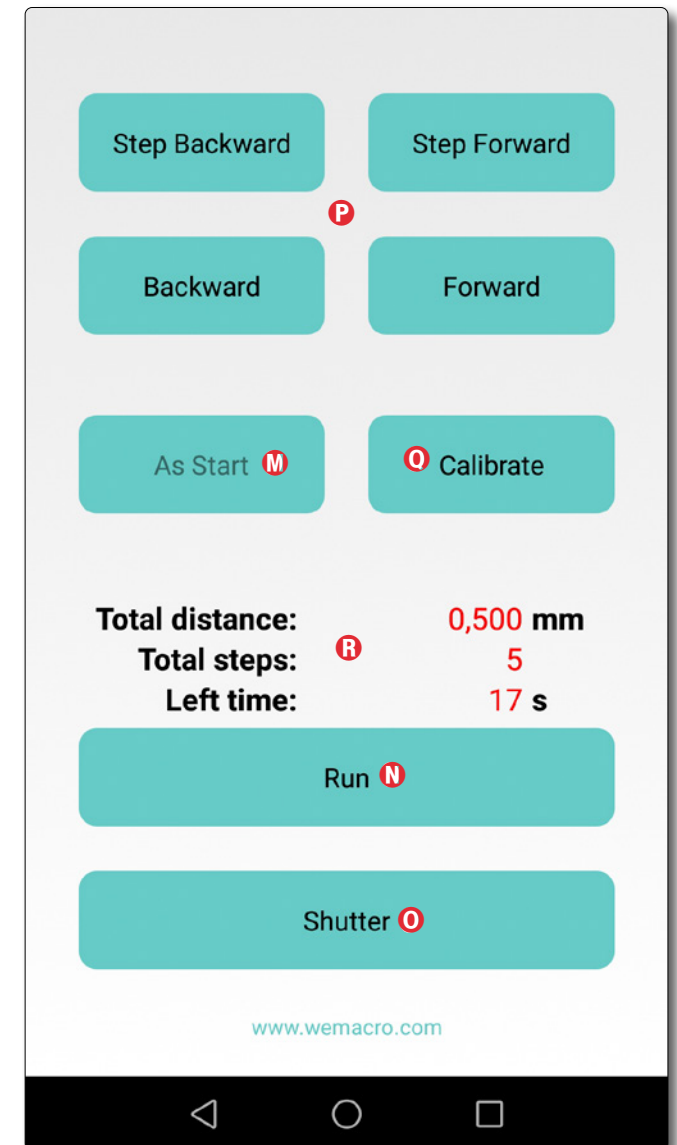 Step Backward Step Forward
P
Backward Forward
As Start M Q Calibrate
Total distance: 0,500 mm
Total steps: R 5
Left time: 17 s
Run N
Shutter O
www.wemacro.com